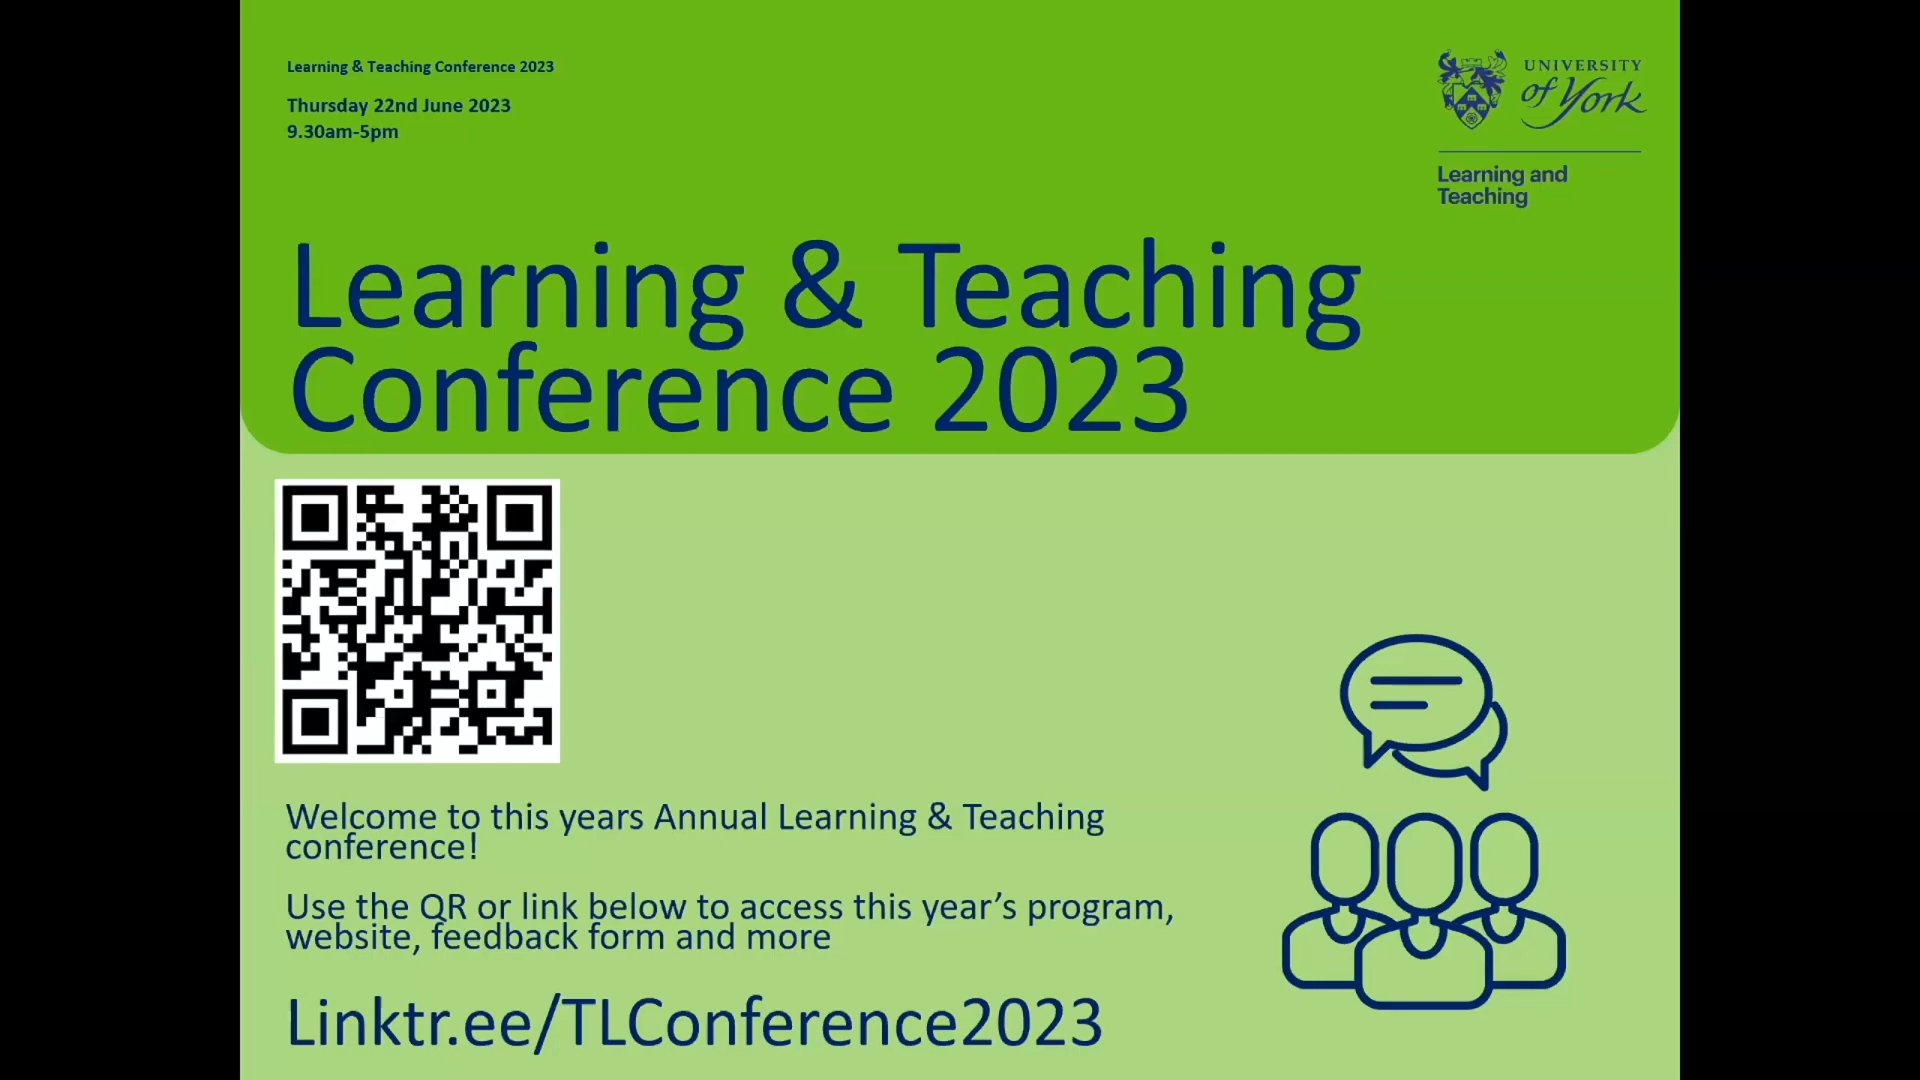 Learning & Teaching Conference 2023
Thursday 22nd June 2023
9.30am-5pm
UNIVERSITY
of York
Learning and
Teaching
Learning & Teaching
Conference 2023
Welcome to this years Annual Learning & Teaching
conference!
Use the QR or link below to access this year’s program,
website, feedback form and more
Linktr.ee/TLConference2023